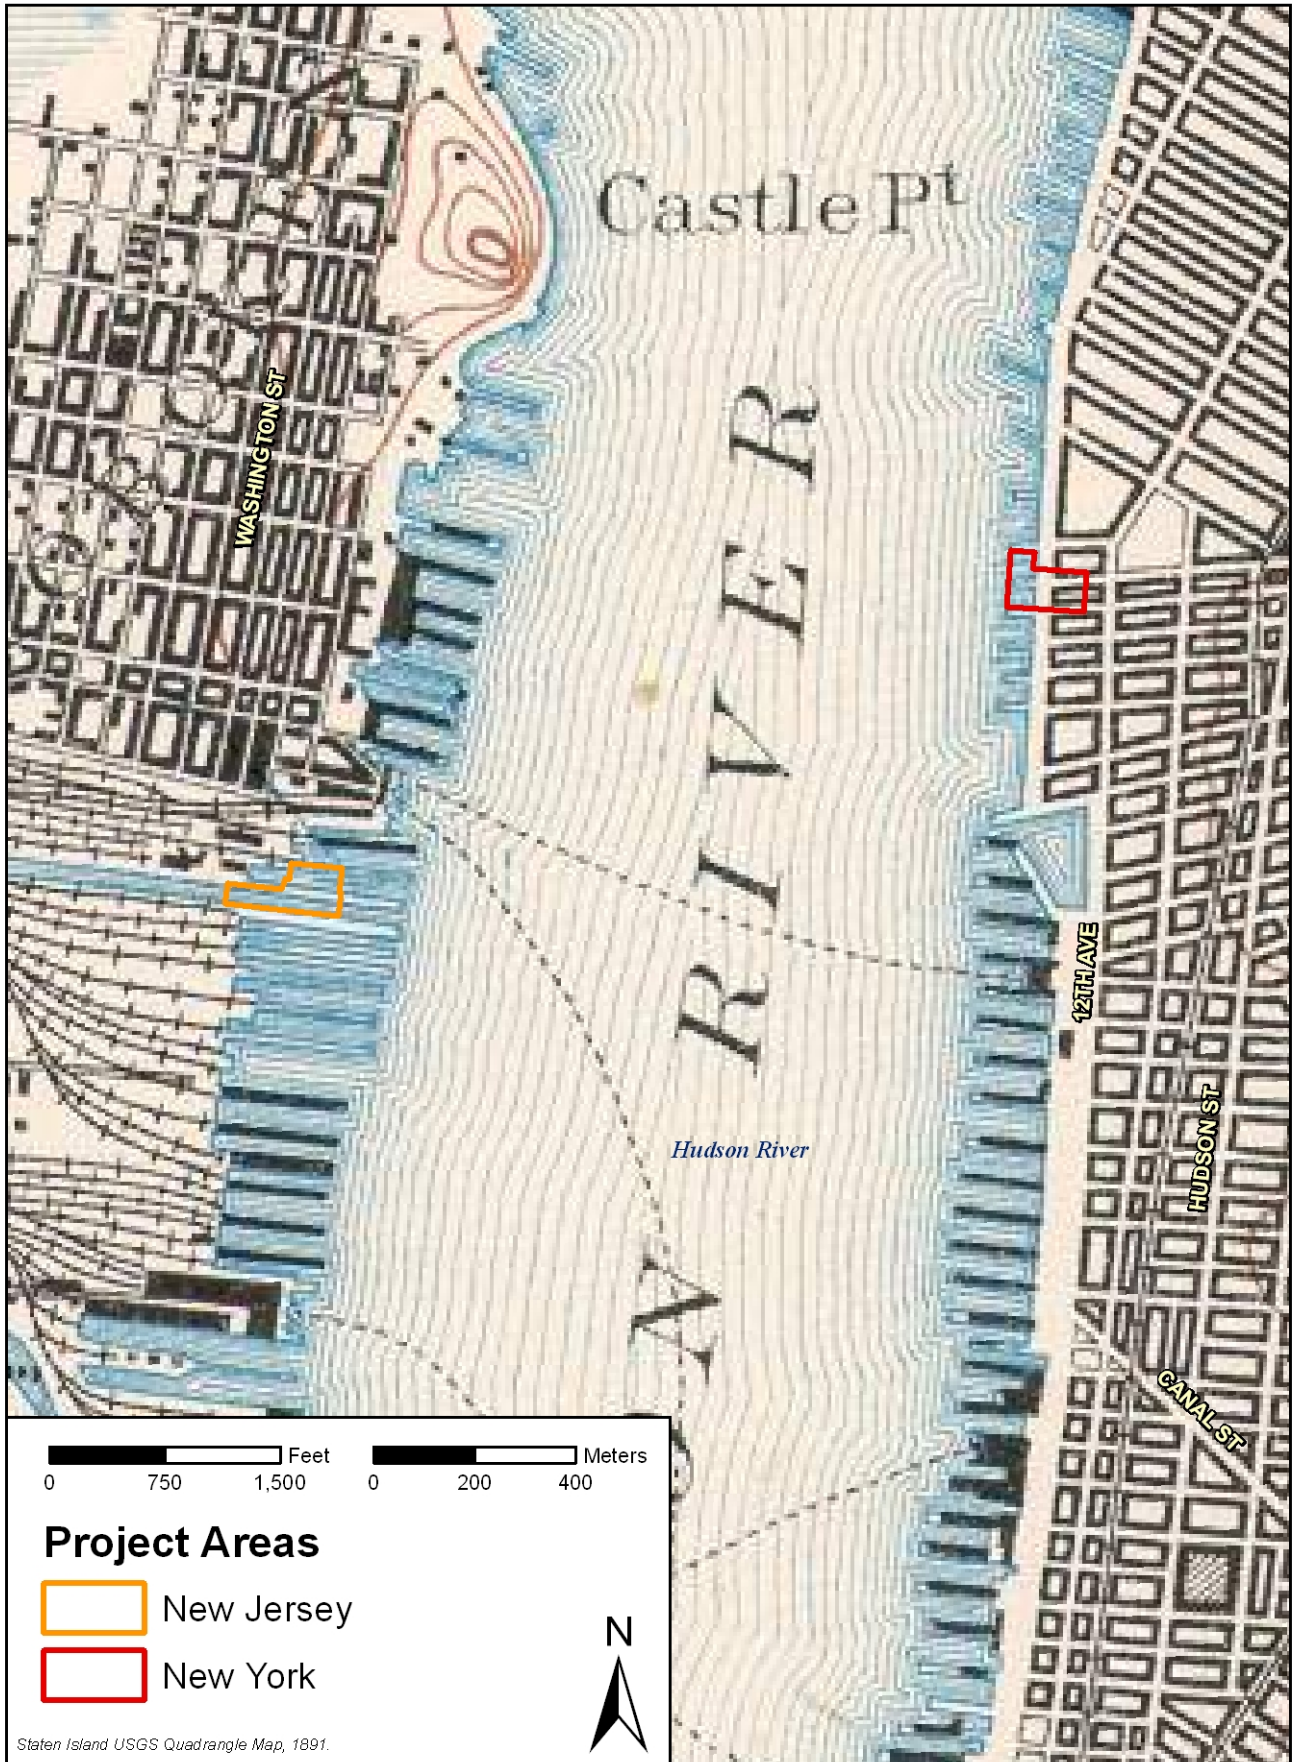 Castle Pt
WASHINGTON ST
RIVER
12TH AVE
Hudson River
HUDSON ST
N
CANAL ST
Feet
0 750 1,500
Meters
0 200 400
Project Areas
New Jersey
New York
N
Staten Island USGS Quadrangle Map, 1891.